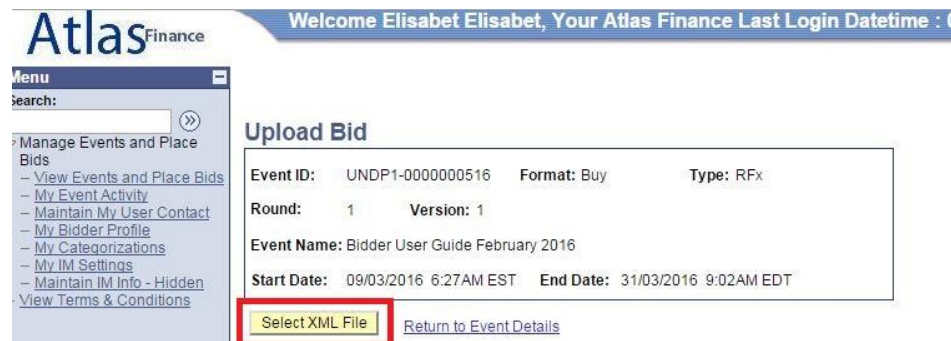 Atlas Finance
Welcome Elisabet Elisabet, Your Atlas Finance Last Login Datetime :
Menu
Search:
Manage Events and Place
Bids
– View Events and Place Bids
– My Event Activity
– Maintain My User Contact
– My Bidder Profile
– My Categorizations
– My IM Settings
– Maintain IM Info - Hidden
– View Terms & Conditions
Upload Bid
Event ID: UNDP1-0000000516 Format: Buy Type: RFx
Round: 1 Version: 1
Event Name: Bidder User Guide February 2016
Start Date: 09/03/2016 6:27AM EST End Date: 31/03/2016 9:02AM EDT
Select XML File Return to Event Details